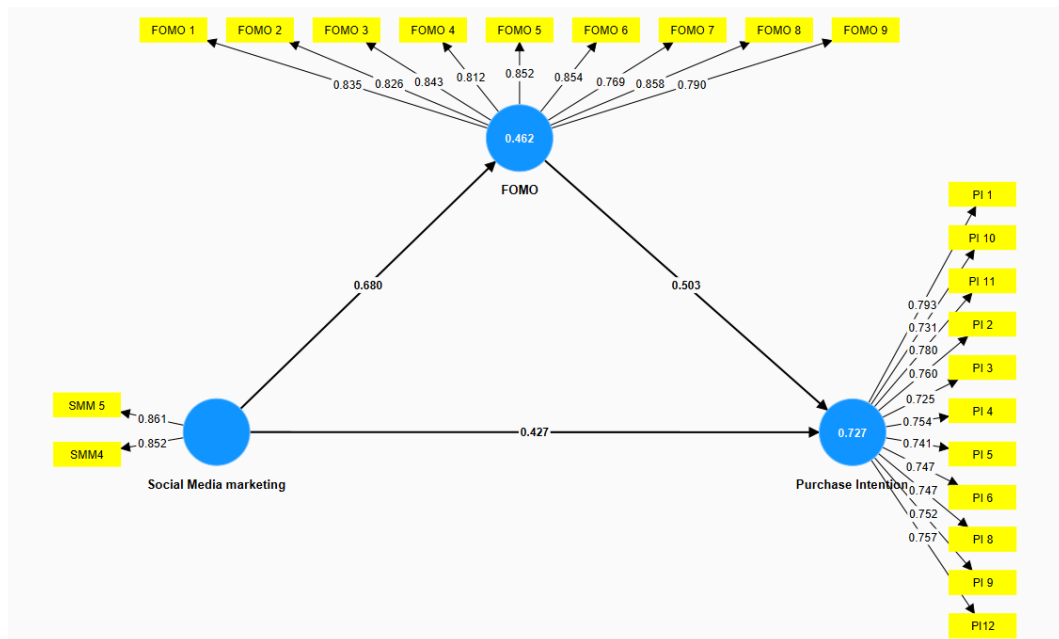 FOMO 1 FOMO 2 FOMO 3 FOMO 4 FOMO 5 FOMO 6 FOMO 7 FOMO 8 FOMO 9
0.835 0.826 0.843 0.812 0.852 0.854 0.769 0.858 0.790
0.462
FOMO
PI 1
PI 10
PI 11
PI 2
PI 3
PI 4
PI 5
PI 6
PI 8
PI 9
PI12
0.680
0.503
0.793
0.731
0.780
0.760
0.725
0.754
0.741
0.747
0.747
0.752
0.757
SMM 5
SMM4
0.861
0.852
0.427
0.727
Social Media marketing
Purchase Intention